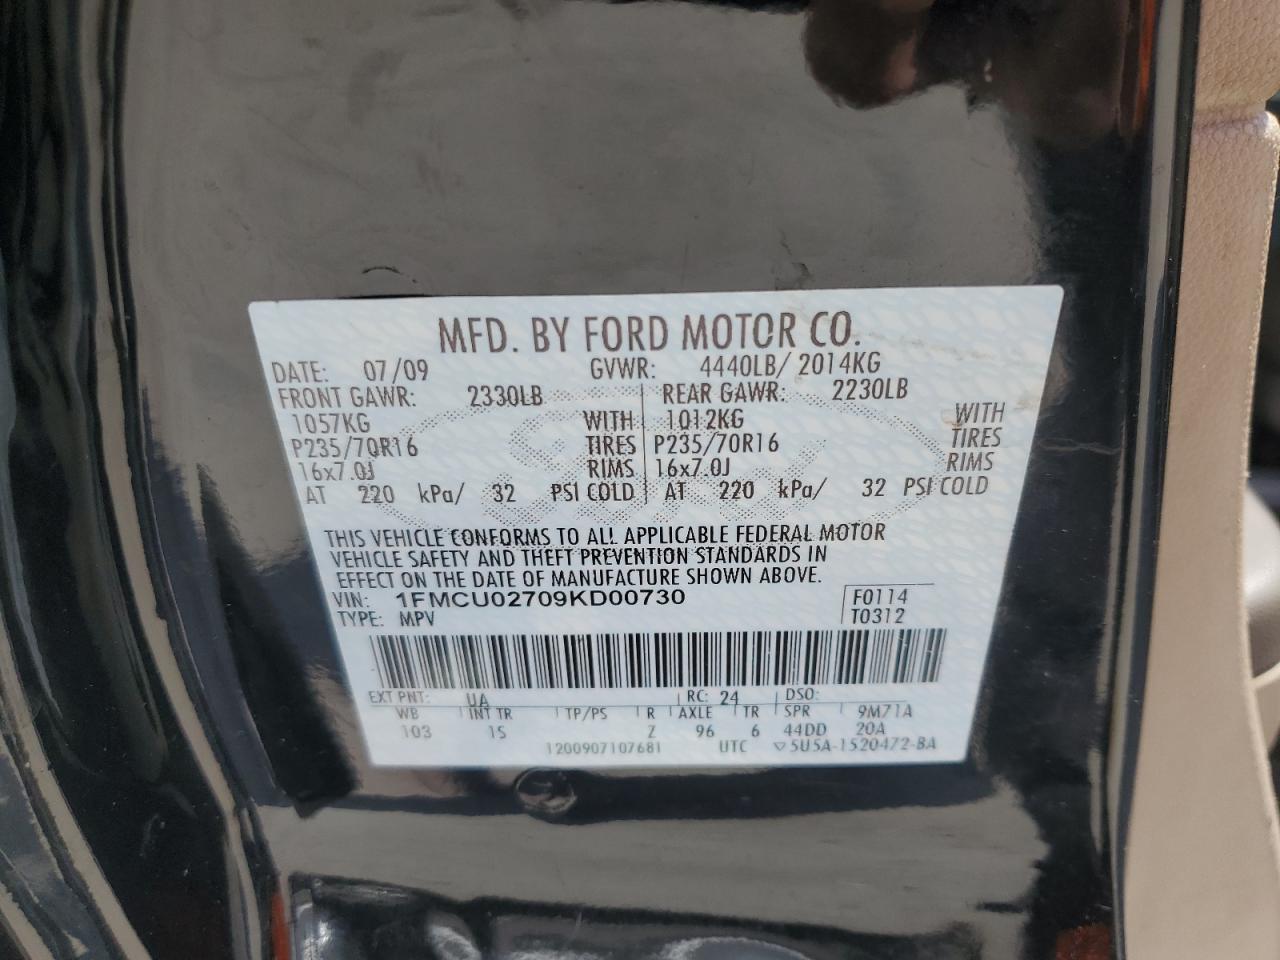 MFD. BY FORD MOTOR CO.
DATE: 07/09 GVWR: 4440LB/ 2014KG
FRONT GAWR: 2330LB REAR GAWR: 2230LB
1057KG WITH 1012KG WITH
P235/70R16 TIRES P235/70R16 TIRES
16x7.0J RIMS 16x7.0J RIMS
AT 220 kPa/ 32 PSI COLD AT 220 kPa/ 32 PSI COLD
THIS VEHICLE CONFORMS TO ALL APPLICABLE FEDERAL MOTOR
VEHICLE SAFETY AND THEFT PREVENTION STANDARDS IN
EFFECT ON THE DATE OF MANUFACTURE SHOWN ABOVE.
VIN: 1FMCU02709KD00730 F0114
TYPE: MPV T0312
EXT PNT: UA RC: 24 DSO:
WB INT TR TP/PS R AXLE TR SPR 9M71A
103 1S Z 96 6 44DD 20A
1200907107681 UTC ▽5U5A-1520472-BA